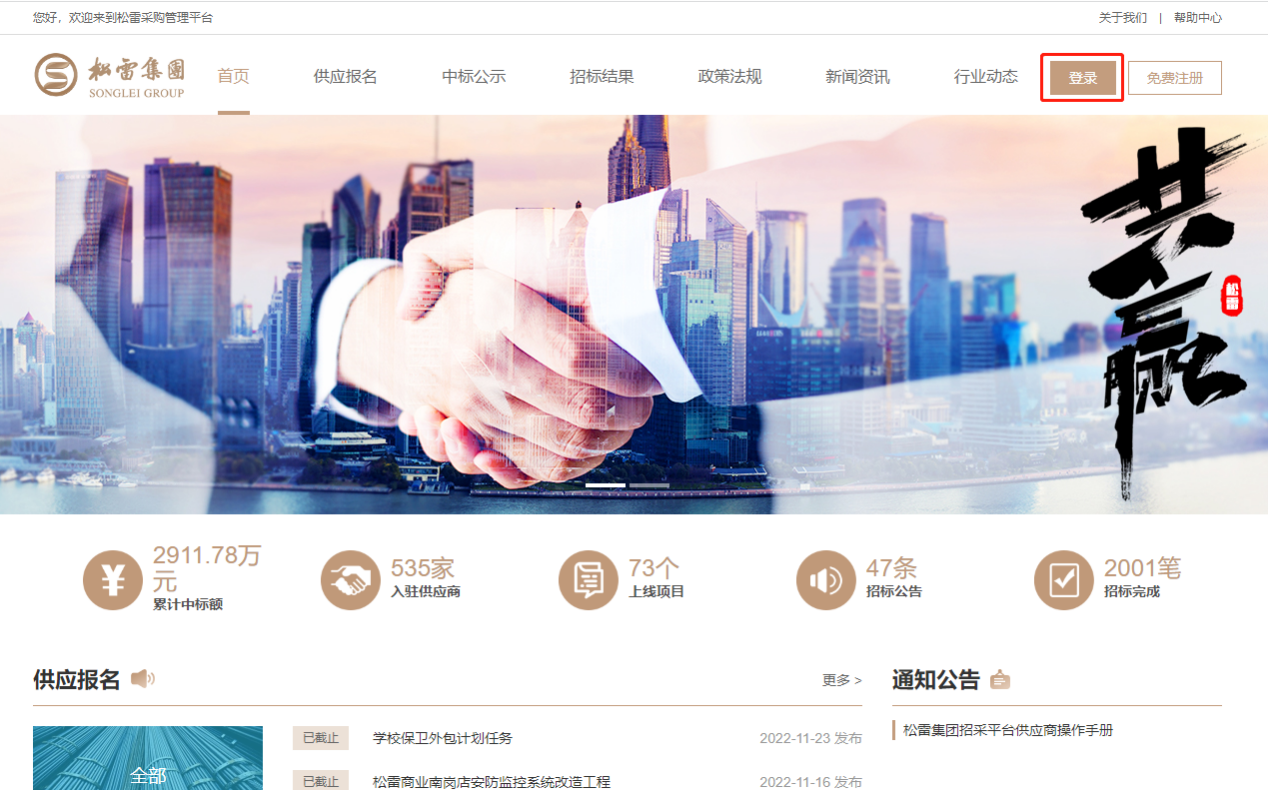 您好，欢迎来到松雷采购管理平台
关于我们 | 帮助中心
松雷集團
SONGLEI GROUP
首页
供应报名
中标公示
招标结果
政策法规
新闻资讯
行业动态
登录
免费注册
共赢
松雷
2911.78万
元
累计中标额
535家
入驻供应商
73个
上线项目
47条
招标公告
2001笔
招标完成
供应报名
更多 >
通知公告
全部
已截止 学校保卫外包计划任务 2022-11-23 发布
已截止 松雷商业南岗店安防监控系统改造工程 2022-11-16 发布
松雷集团招采平台供应商操作手册